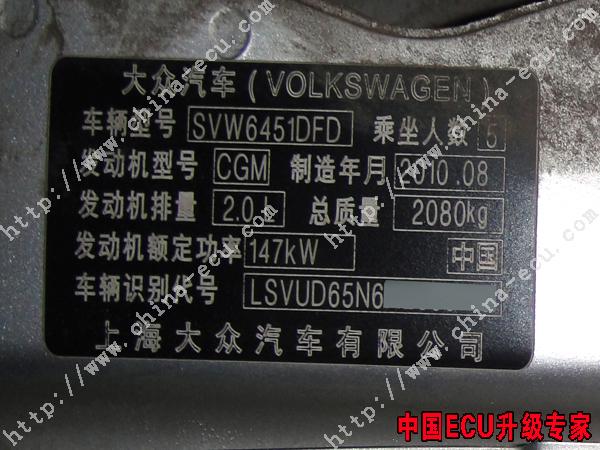 大众汽车(VOLKSWAGEN)
车辆型号 SVW6451DFD 乘坐人数 5
发动机型号 CGM 制造年月 2010.08
发动机排量 2.0L 总质量 2080kg
发动机额定功率 147kW 中国
车辆识别代号 LSVUD65N6
上海大众汽车有限公司
http://www.china-ecu.com
中国ECU升级专家